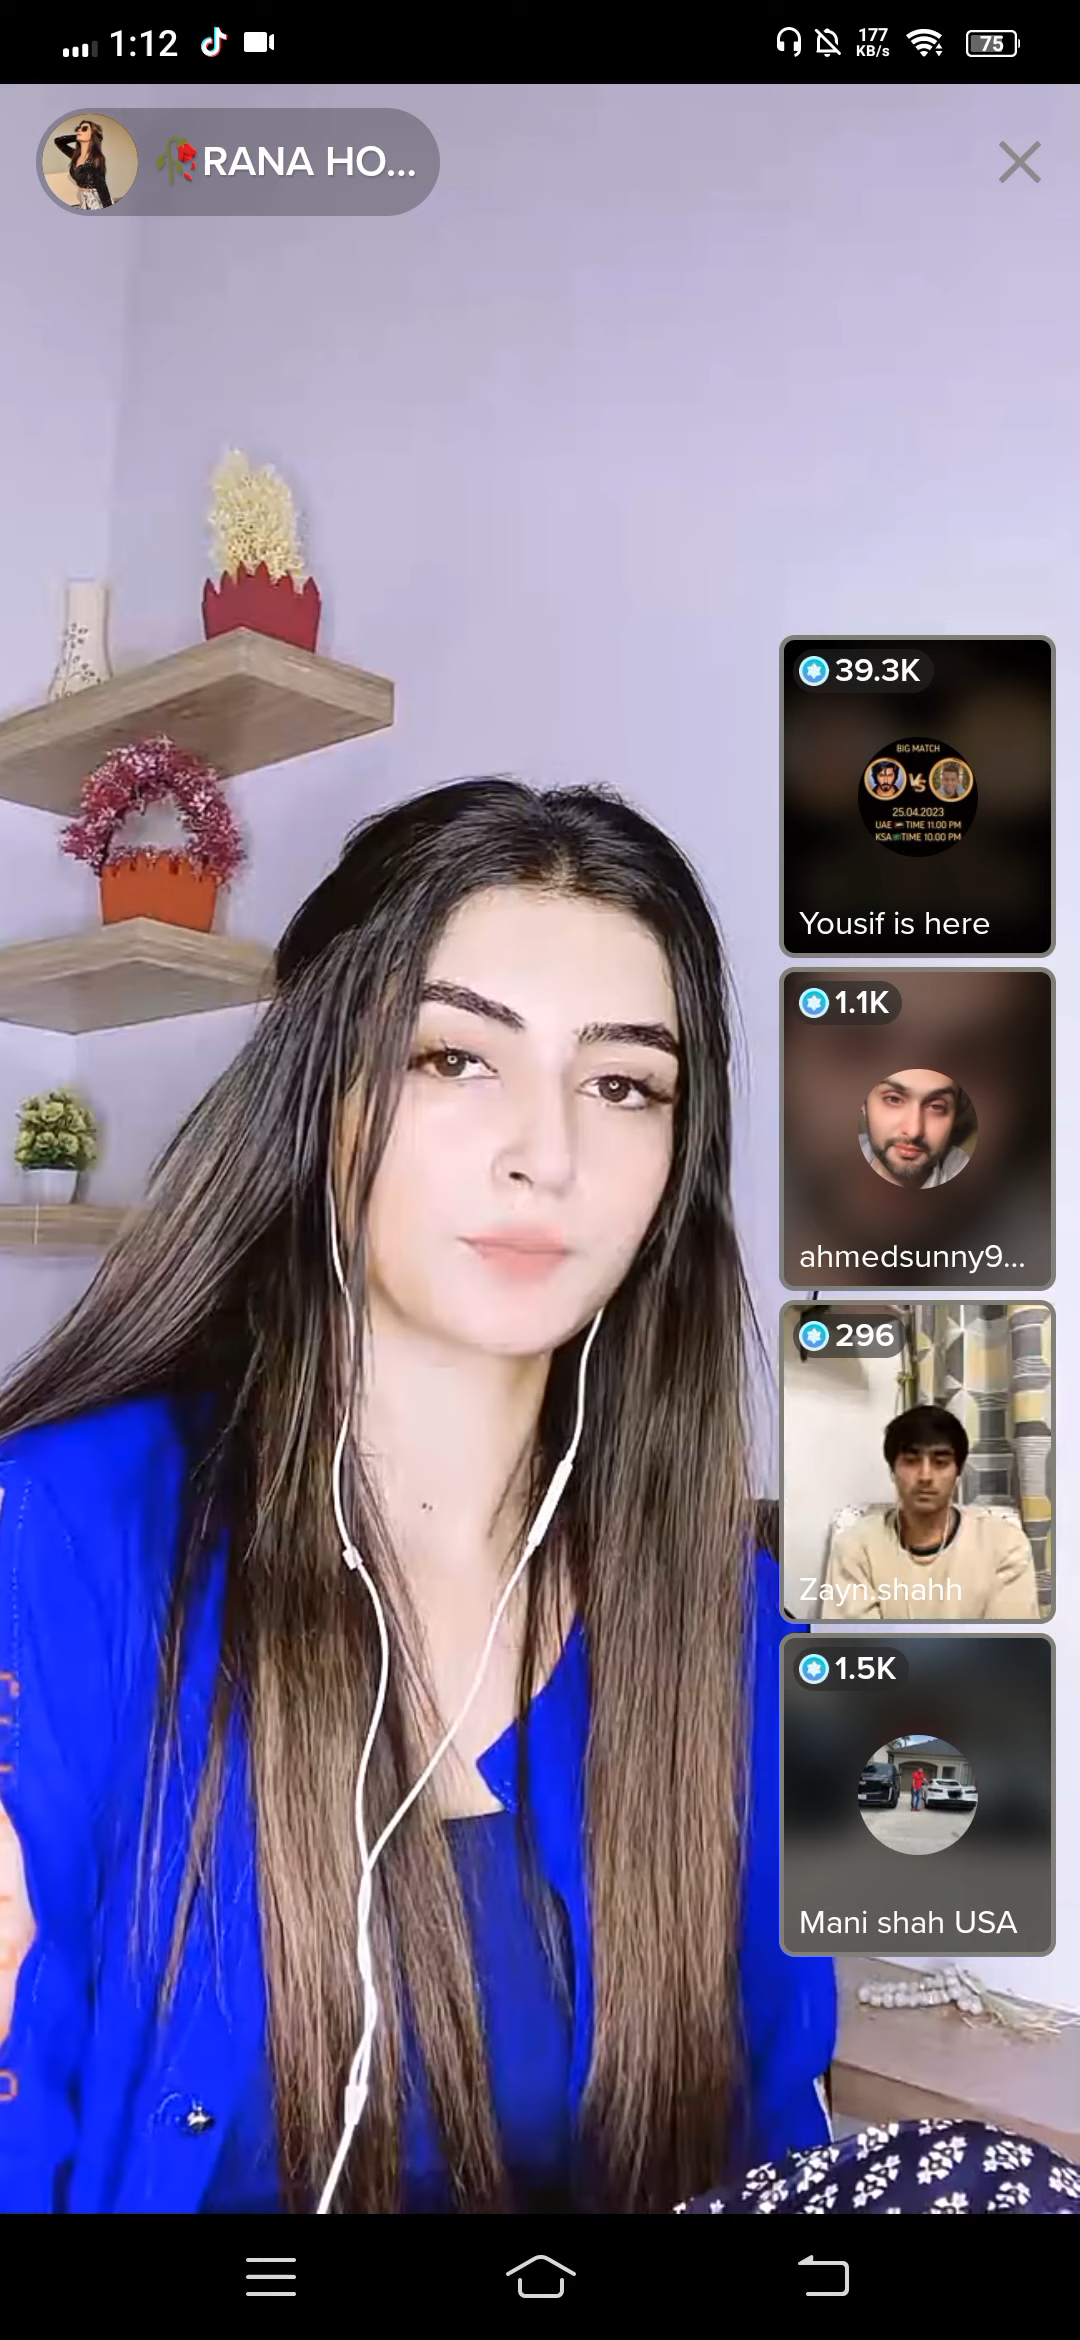 1:12
177
KB/s
75
🥀RANA HO...
39.3K
BIG MATCH
VS
25.04.2023
UAE TIME 11.00 PM
KSA TIME 10.00 PM
Yousif is here
1.1K
ahmedsunny9...
296
Zayn.shahh
1.5K
Mani shah USA